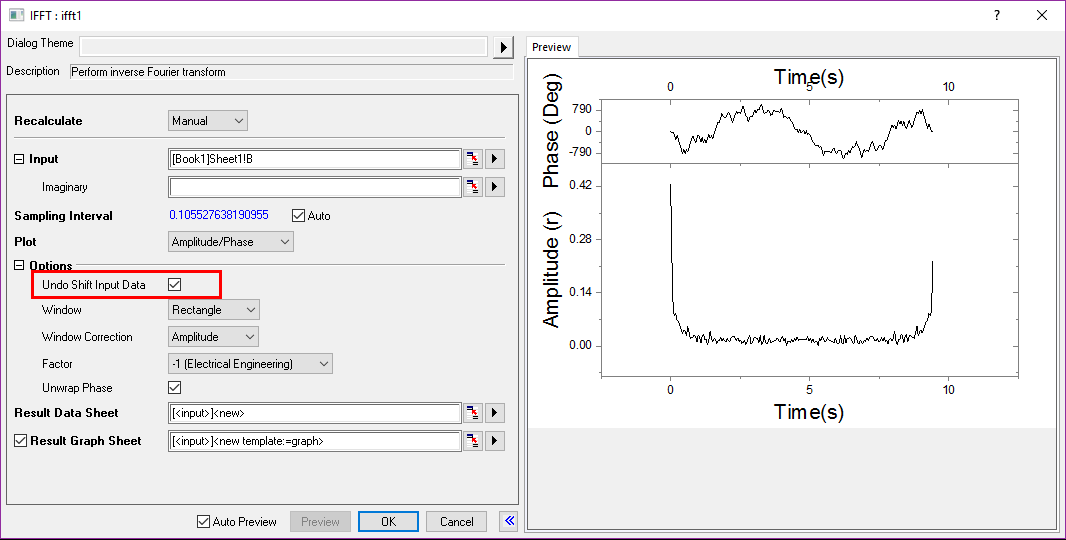 IFFT : ifft1
?
Dialog Theme
Description Perform inverse Fourier transform
Recalculate Manual
Input [Book1]Sheet1!B
Imaginary
Sampling Interval 0.105527638190955 Auto
Plot Amplitude/Phase
Options
Undo Shift Input Data
Window Rectangle
Window Correction Amplitude
Factor -1 (Electrical Engineering)
Unwrap Phase
Result Data Sheet [<input>]<new>
Result Graph Sheet [<input>]<new template:=graph>
Auto Preview Preview OK Cancel
Preview
Time(s)
0 5 10
Phase (Deg)
790
0
-790
Amplitude (r)
0.42
0.28
0.14
0.00
0 5 10
Time(s)